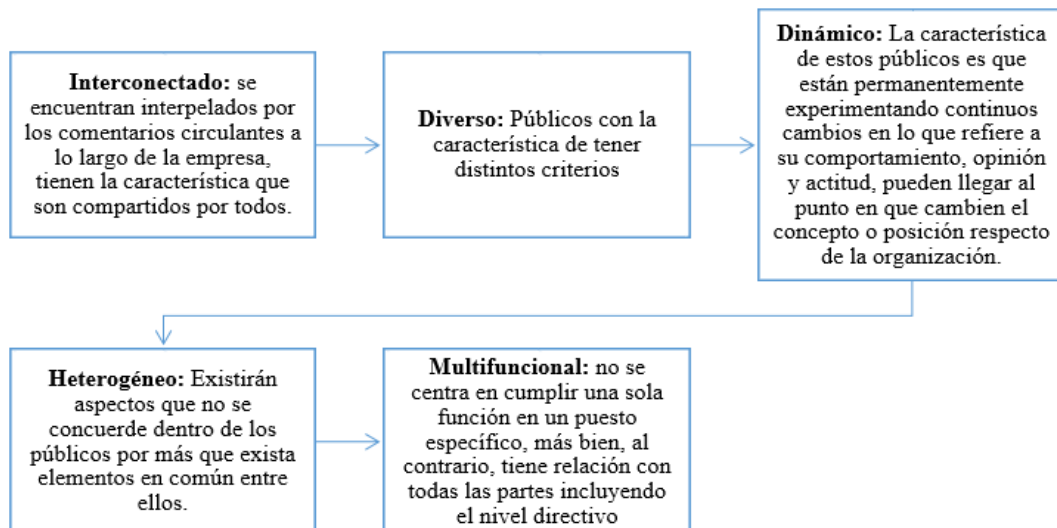 Interconectado: se
encuentran interpelados por
los comentarios circulantes a
lo largo de la empresa,
tienen la característica que
son compartidos por todos.
Diverso: Públicos con la
característica de tener
distintos criterios
Dinámico: La característica
de estos públicos es que
están permanentemente
experimentando continuos
cambios en lo que refiere a
su comportamiento, opinión
y actitud, pueden llegar al
punto en que cambien el
concepto o posición respecto
de la organización.
Heterogéneo: Existirán
aspectos que no se
concuerde dentro de los
públicos por más que exista
elementos en común entre
ellos.
Multifuncional: no se
centra en cumplir una sola
función en un puesto
específico, más bien, al
contrario, tiene relación con
todas las partes incluyendo
el nivel directivo